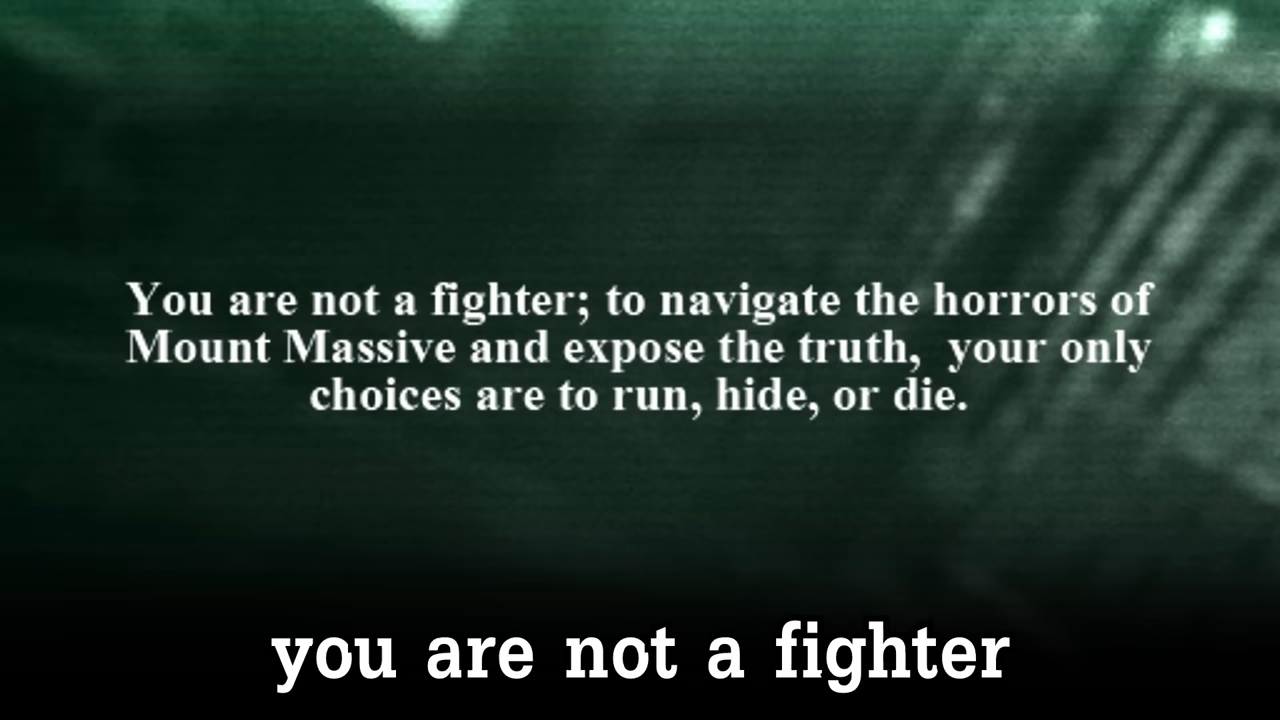 You are not a fighter; to navigate the horrors of
Mount Massive and expose the truth,  your only
choices are to run, hide, or die.
you are not a fighter